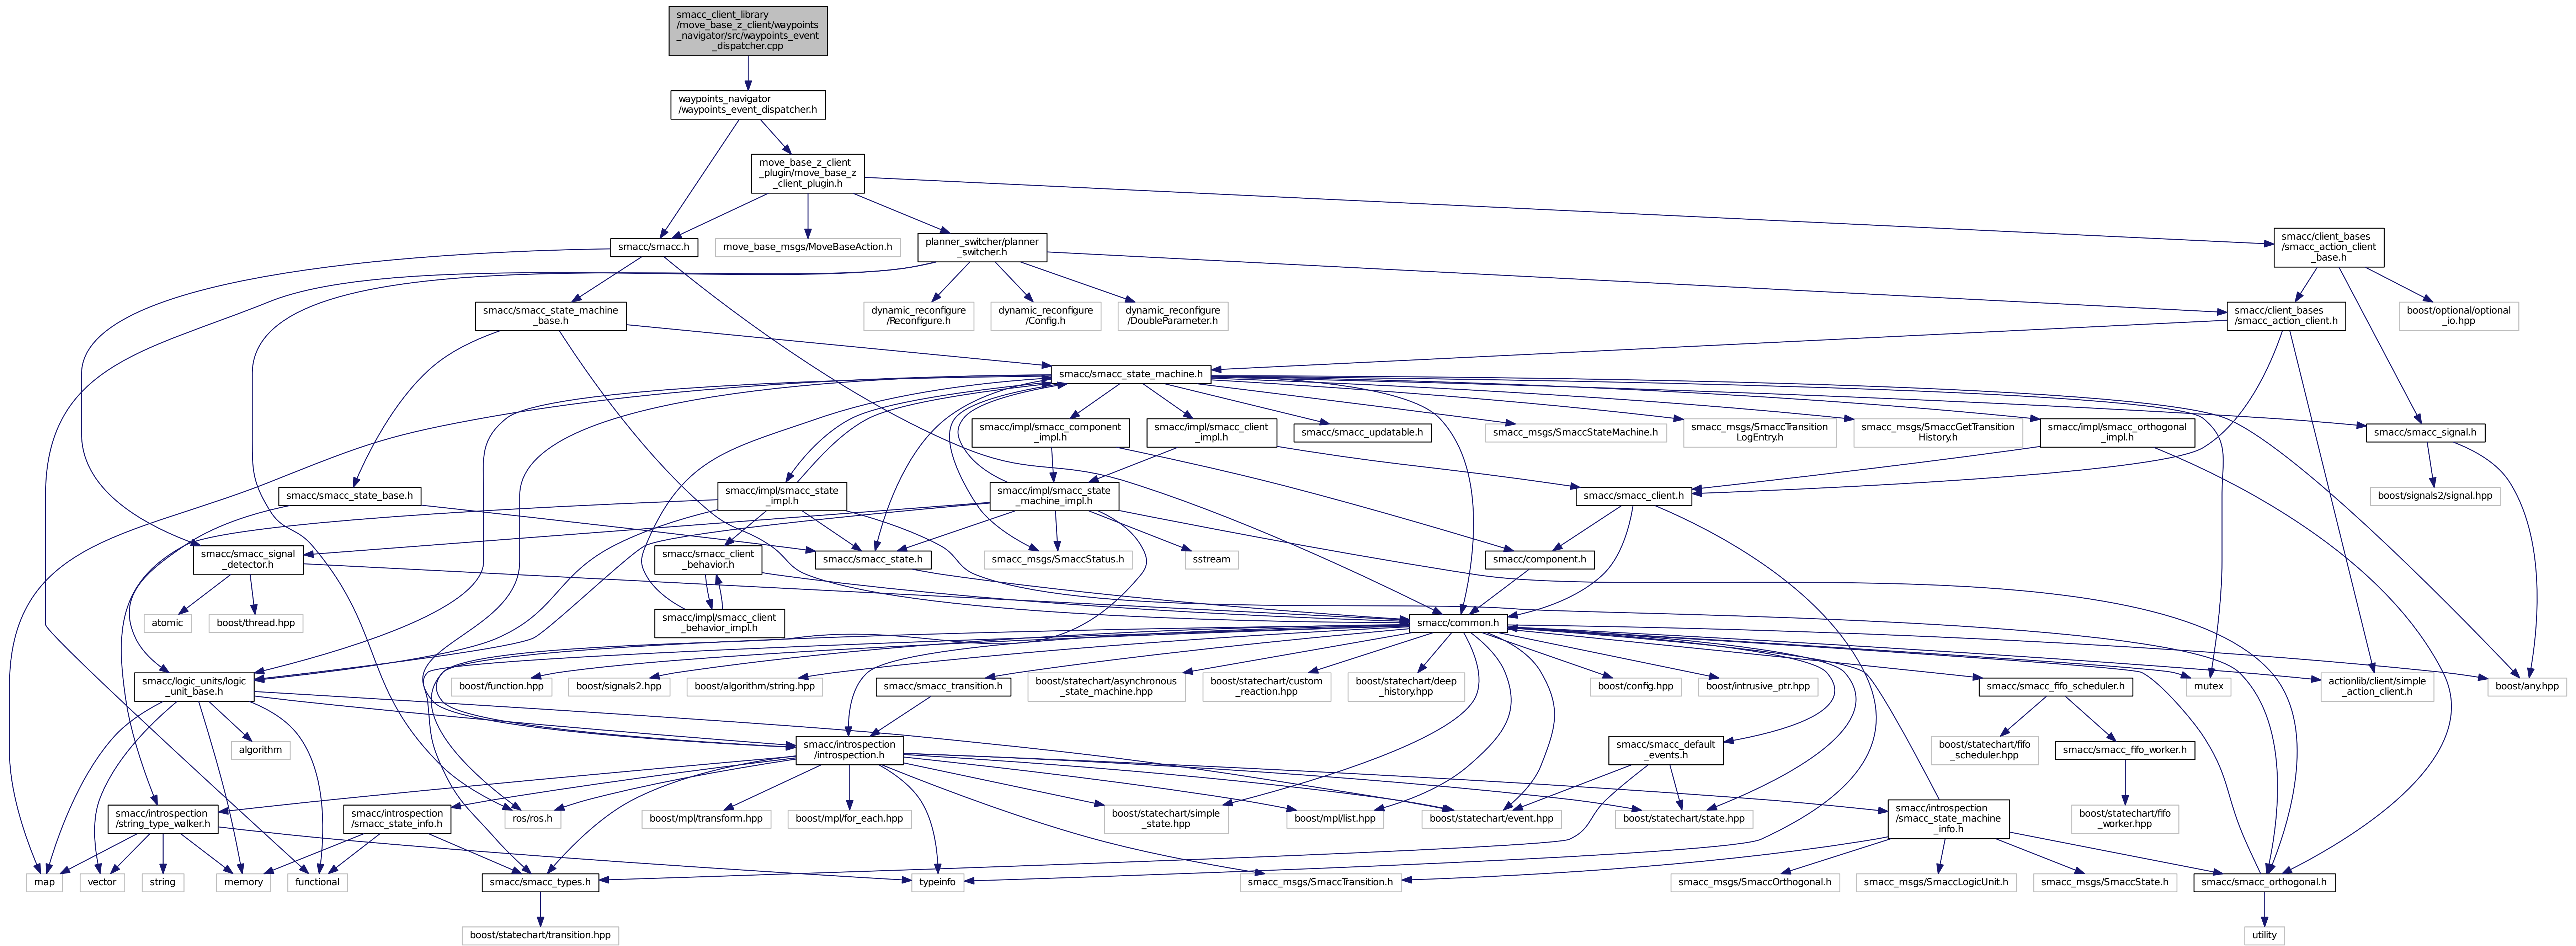 smacc_client_library
/move_base_z_client/waypoints
_navigator/src/waypoints_event
_dispatcher.cpp
waypoints_navigator
/waypoints_event_dispatcher.h
move_base_z_client
_plugin/move_base_z
_client_plugin.h
smacc/smacc.h
move_base_msgs/MoveBaseAction.h
planner_switcher/planner
_switcher.h
smacc/client_bases
/smacc_action_client
_base.h
smacc/smacc_state_machine
_base.h
dynamic_reconfigure
/Reconfigure.h
dynamic_reconfigure
/Config.h
dynamic_reconfigure
/DoubleParameter.h
smacc/client_bases
/smacc_action_client.h
boost/optional/optional
_io.hpp
smacc/smacc_state_machine.h
smacc/impl/smacc_component
_impl.h
smacc/impl/smacc_client
_impl.h
smacc/smacc_updatable.h
smacc_msgs/SmaccStateMachine.h
smacc_msgs/SmaccTransition
LogEntry.h
smacc_msgs/SmaccGetTransition
History.h
smacc/impl/smacc_orthogonal
_impl.h
smacc/smacc_signal.h
smacc/smacc_state_base.h
smacc/impl/smacc_state
_impl.h
smacc/impl/smacc_state
_machine_impl.h
smacc/smacc_client.h
boost/signals2/signal.hpp
smacc/smacc_signal
_detector.h
smacc/smacc_client
_behavior.h
smacc/smacc_state.h
smacc_msgs/SmaccStatus.h
sstream
smacc/component.h
atomic
boost/thread.hpp
smacc/impl/smacc_client
_behavior_impl.h
smacc/common.h
smacc/logic_units/logic
_unit_base.h
boost/function.hpp
boost/signals2.hpp
boost/algorithm/string.hpp
smacc/smacc_transition.h
boost/statechart/asynchronous
_state_machine.hpp
boost/statechart/custom
_reaction.hpp
boost/statechart/deep
_history.hpp
boost/config.hpp
boost/intrusive_ptr.hpp
smacc/smacc_fifo_scheduler.h
mutex
actionlib/client/simple
_action_client.h
boost/any.hpp
algorithm
smacc/introspection
/introspection.h
smacc/smacc_default
_events.h
boost/statechart/fifo
_scheduler.hpp
smacc/smacc_fifo_worker.h
smacc/introspection
/string_type_walker.h
smacc/introspection
/smacc_state_info.h
ros/ros.h
boost/mpl/transform.hpp
boost/mpl/for_each.hpp
boost/statechart/simple
_state.hpp
boost/mpl/list.hpp
boost/statechart/event.hpp
boost/statechart/state.hpp
smacc/introspection
/smacc_state_machine
_info.h
boost/statechart/fifo
_worker.hpp
map
vector
string
memory
functional
smacc/smacc_types.h
typeinfo
smacc_msgs/SmaccTransition.h
smacc_msgs/SmaccOrthogonal.h
smacc_msgs/SmaccLogicUnit.h
smacc_msgs/SmaccState.h
smacc/smacc_orthogonal.h
boost/statechart/transition.hpp
utility